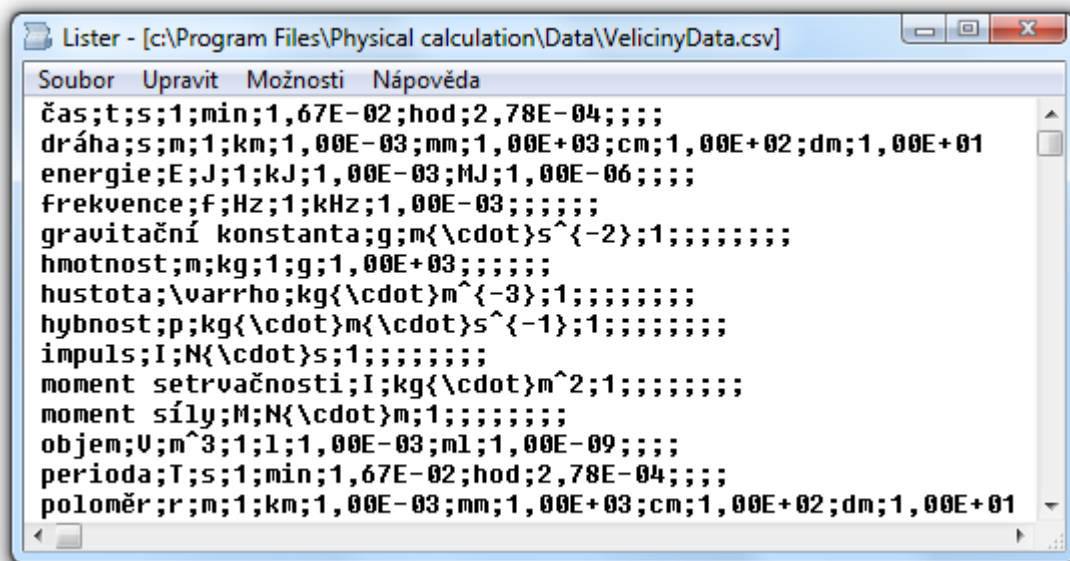 Lister - [c:\Program Files\Physical calculation\Data\VelicinyData.csv]
Soubor Upravit Možnosti Nápověda
čas;t;s;1;min;1,67E-02;hod;2,78E-04;;;;
dráha;s;m;1;km;1,00E-03;mm;1,00E+03;cm;1,00E+02;dm;1,00E+01
energie;E;J;1;kJ;1,00E-03;MJ;1,00E-06;;;;
frekvence;f;Hz;1;kHz;1,00E-03;;;;;;
gravitační konstanta;g;m{\cdot}s^{-2};1;;;;;;;;
hmotnost;m;kg;1;g;1,00E+03;;;;;;
hustota;\varrho;kg{\cdot}m^{-3};1;;;;;;;;
hybnost;p;kg{\cdot}m{\cdot}s^{-1};1;;;;;;;;
impuls;I;N{\cdot}s;1;;;;;;;;
moment setrvačnosti;I;kg{\cdot}m^2;1;;;;;;;;
moment síly;M;N{\cdot}m;1;;;;;;;;
objem;V;m^3;1;l;1,00E-03;ml;1,00E-09;;;;
perioda;T;s;1;min;1,67E-02;hod;2,78E-04;;;;
poloměr;r;m;1;km;1,00E-03;mm;1,00E+03;cm;1,00E+02;dm;1,00E+01